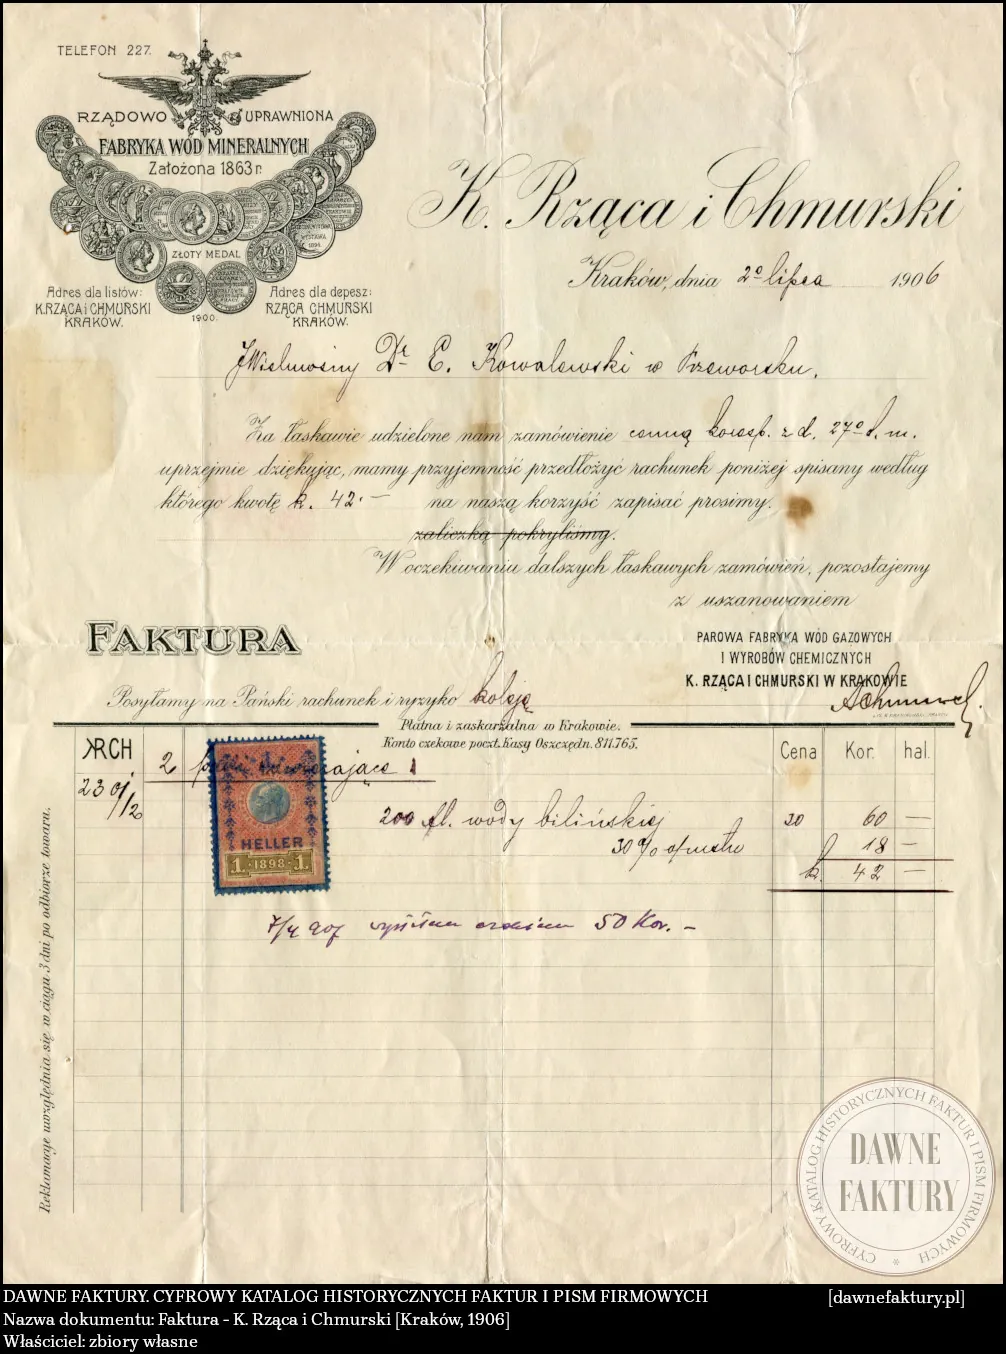 TELEFON 227.
RZĄDOWO UPRAWNIONA
FABRYKA WÓD MINERALNYCH
Założona 1863 r.
ZŁOTY MEDAL
1900.
Adres dla listów:
K. RZĄCA i CHMURSKI
KRAKÓW.
Adres dla depesz:
RZĄCA CHMURSKI
KRAKÓW.
K. Rząca i Chmurski
Kraków, dnia 2º lipca 1906
JWielmożny Dr E. Kowalewski w Przeworsku.
Za łaskawie udzielone nam zamówienie cenną koresp. z d. 27º
uprzejmie dziękując, mamy przyjemność przedłożyć rachunek poniżej spisany według
którego kwotę k. 42.— na naszą korzyść zapisać prosimy.
zaliczką pokryliśmy.
W oczekiwaniu dalszych łaskawych zamówień, pozostajemy
z uszanowaniem
FAKTURA
PAROWA FABRYKA WÓD GAZOWYCH
I WYROBÓW CHEMICZNYCH
K. RZĄCA I CHMURSKI W KRAKOWIE
Posyłamy na Pański rachunek i ryzyko koleją
Płatna i zaskarżalna w Krakowie.
Konto czekowe poczt. Kasy Oszczędn. 811.765.
RCH
Cena Kor. hal.
2
200 fl. wody bilińskiej 30 60 —
30% 18 —
k. 42 —
HELLER
1 · 1898 · 1
50 Kor. —
Reklamacye uwzględnia się w ciągu 3 dni po odbiorze towaru.
DAWNE
FAKTURY
CYFROWY KATALOG HISTORYCZNYCH FAKTUR I PISM FIRMOWYCH
DAWNE FAKTURY. CYFROWY KATALOG HISTORYCZNYCH FAKTUR I PISM FIRMOWYCH [dawnefaktury.pl]
Nazwa dokumentu: Faktura - K. Rząca i Chmurski [Kraków, 1906]
Właściciel: zbiory własne